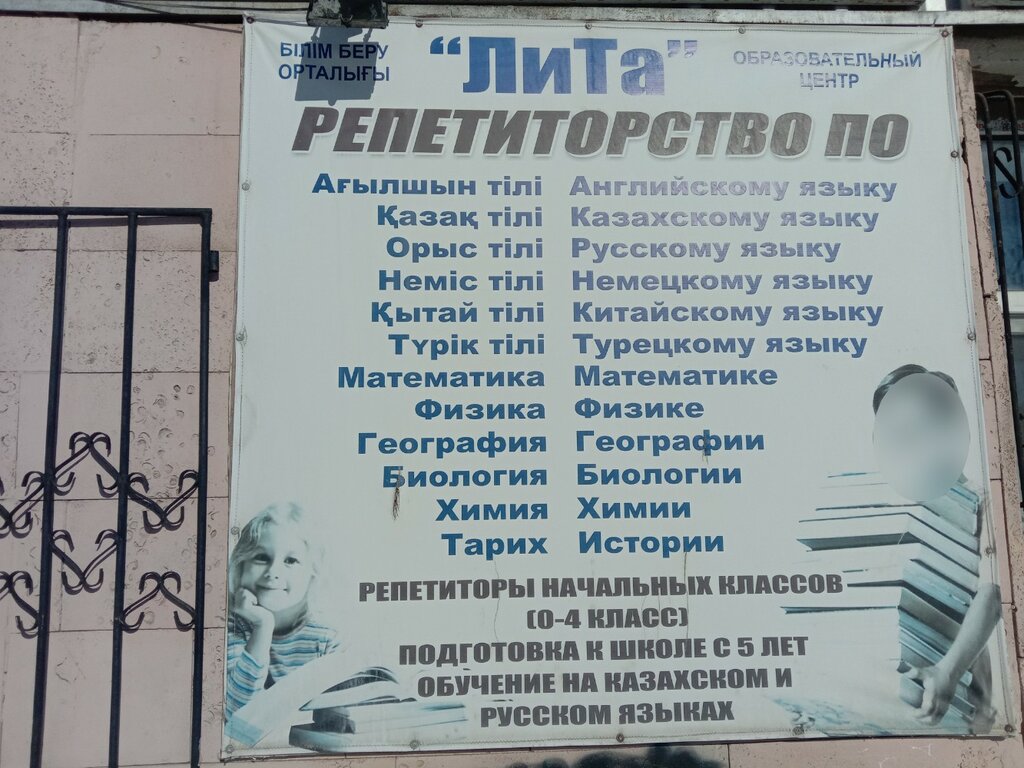 БІЛІМ БЕРУ ОРТАЛЫҒЫ
"ЛиТа"
ОБРАЗОВАТЕЛЬНЫЙ ЦЕНТР
РЕПЕТИТОРСТВО ПО
Ағылшын тілі Английскому языку
Қазақ тілі Казахскому языку
Орыс тілі Русскому языку
Неміс тілі Немецкому языку
Қытай тілі Китайскому языку
Түрік тілі Турецкому языку
Математика Математике
Физика Физике
География Географии
Биология Биологии
Химия Химии
Тарих Истории
РЕПЕТИТОРЫ НАЧАЛЬНЫХ КЛАССОВ
(0-4 КЛАСС)
ПОДГОТОВКА К ШКОЛЕ С 5 ЛЕТ
ОБУЧЕНИЕ НА КАЗАХСКОМ И
РУССКОМ ЯЗЫКАХ